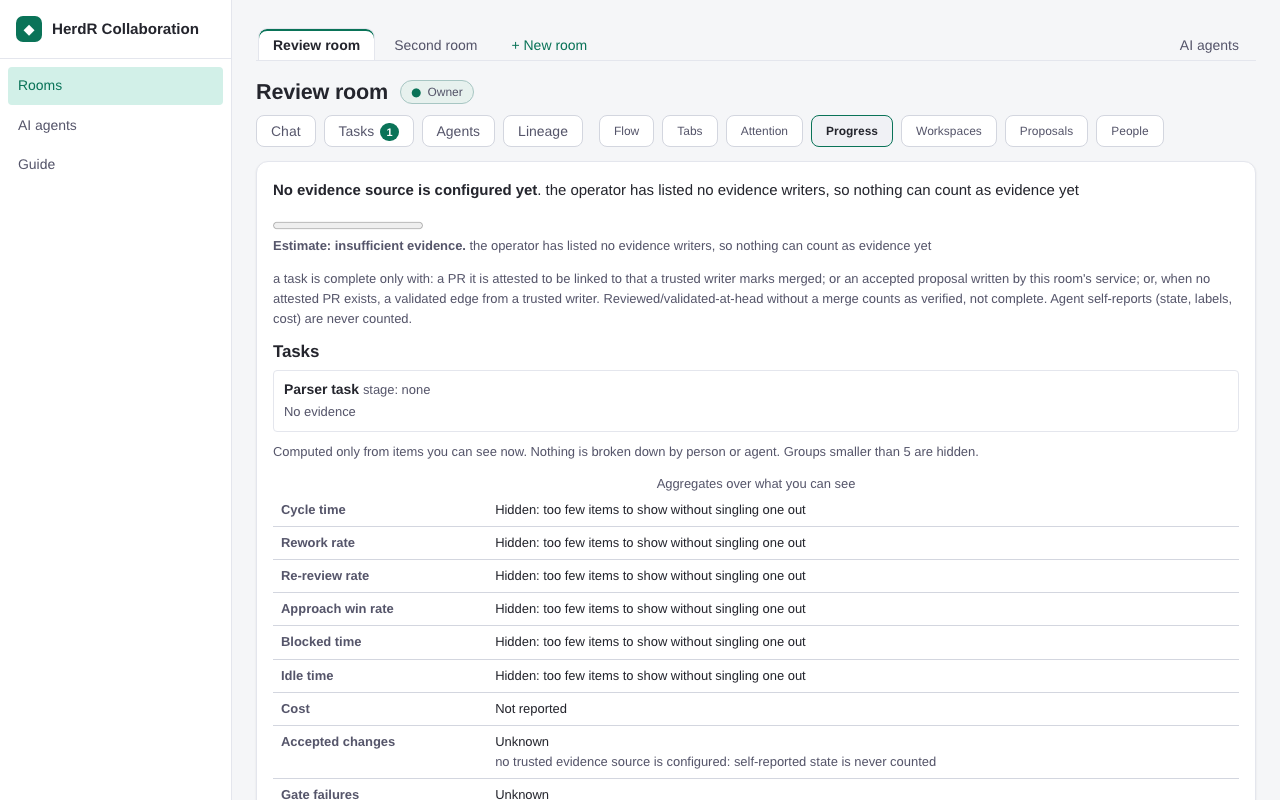 HerdR Collaboration
Rooms
AI agents
Guide
Review room
Second room
+ New room
AI agents
Review room
Owner
Chat
Tasks 1
Agents
Lineage
Flow
Tabs
Attention
Progress
Workspaces
Proposals
People
No evidence source is configured yet. the operator has listed no evidence writers, so nothing can count as evidence yet
Estimate: insufficient evidence. the operator has listed no evidence writers, so nothing can count as evidence yet
a task is complete only with: a PR it is attested to be linked to that a trusted writer marks merged; or an accepted proposal written by this room's service; or, when no
attested PR exists, a validated edge from a trusted writer. Reviewed/validated-at-head without a merge counts as verified, not complete. Agent self-reports (state, labels,
cost) are never counted.
Tasks
Parser task stage: none
No evidence
Computed only from items you can see now. Nothing is broken down by person or agent. Groups smaller than 5 are hidden.
Aggregates over what you can see
Cycle time Hidden: too few items to show without singling one out
Rework rate Hidden: too few items to show without singling one out
Re-review rate Hidden: too few items to show without singling one out
Approach win rate Hidden: too few items to show without singling one out
Blocked time Hidden: too few items to show without singling one out
Idle time Hidden: too few items to show without singling one out
Cost Not reported
Accepted changes Unknown
no trusted evidence source is configured: self-reported state is never counted
Gate failures Unknown